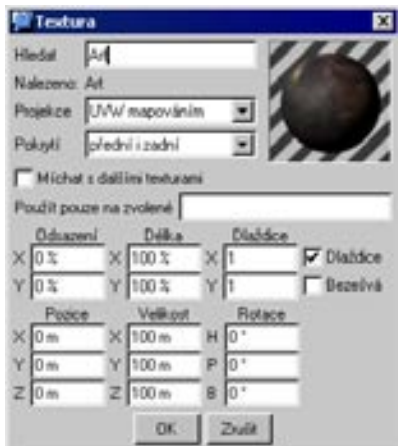 Textura
Hledat Art
Nalezeno: Art
Projekce UVW mapováním
Pokrytí přední i zadní
Míchat s dalšími texturami
Použít pouze na zvolené
Odsazení Délka Dlaždice
X 0 % X 100 % X 1 Dlaždice
Y 0 % Y 100 % Y 1 Bezešvá
Pozice Velikost Rotace
X 0 m X 100 m H 0 °
Y 0 m Y 100 m P 0 °
Z 0 m Z 100 m B 0 °
OK Zrušit